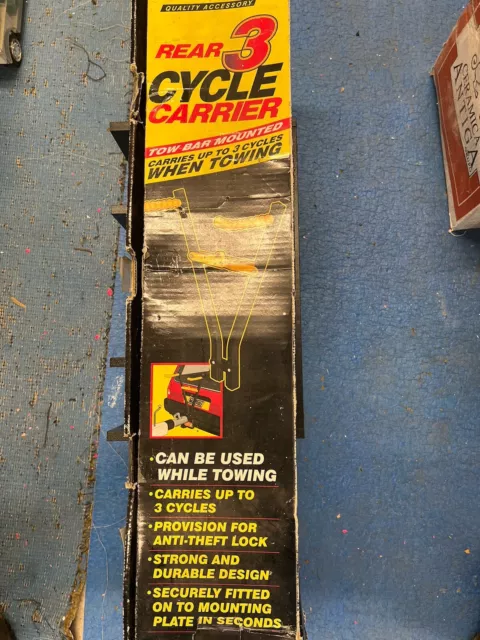 QUALITY ACCESSORY
REAR 3
CYCLE
CARRIER
TOW BAR MOUNTED
CARRIES UP TO 3 CYCLES
WHEN TOWING
•CAN BE USED
WHILE TOWING
•CARRIES UP TO
3 CYCLES
•PROVISION FOR
ANTI-THEFT LOCK
•STRONG AND
DURABLE DESIGN
•SECURELY FITTED
ON TO MOUNTING
PLATE IN SECONDS
CERAMICA